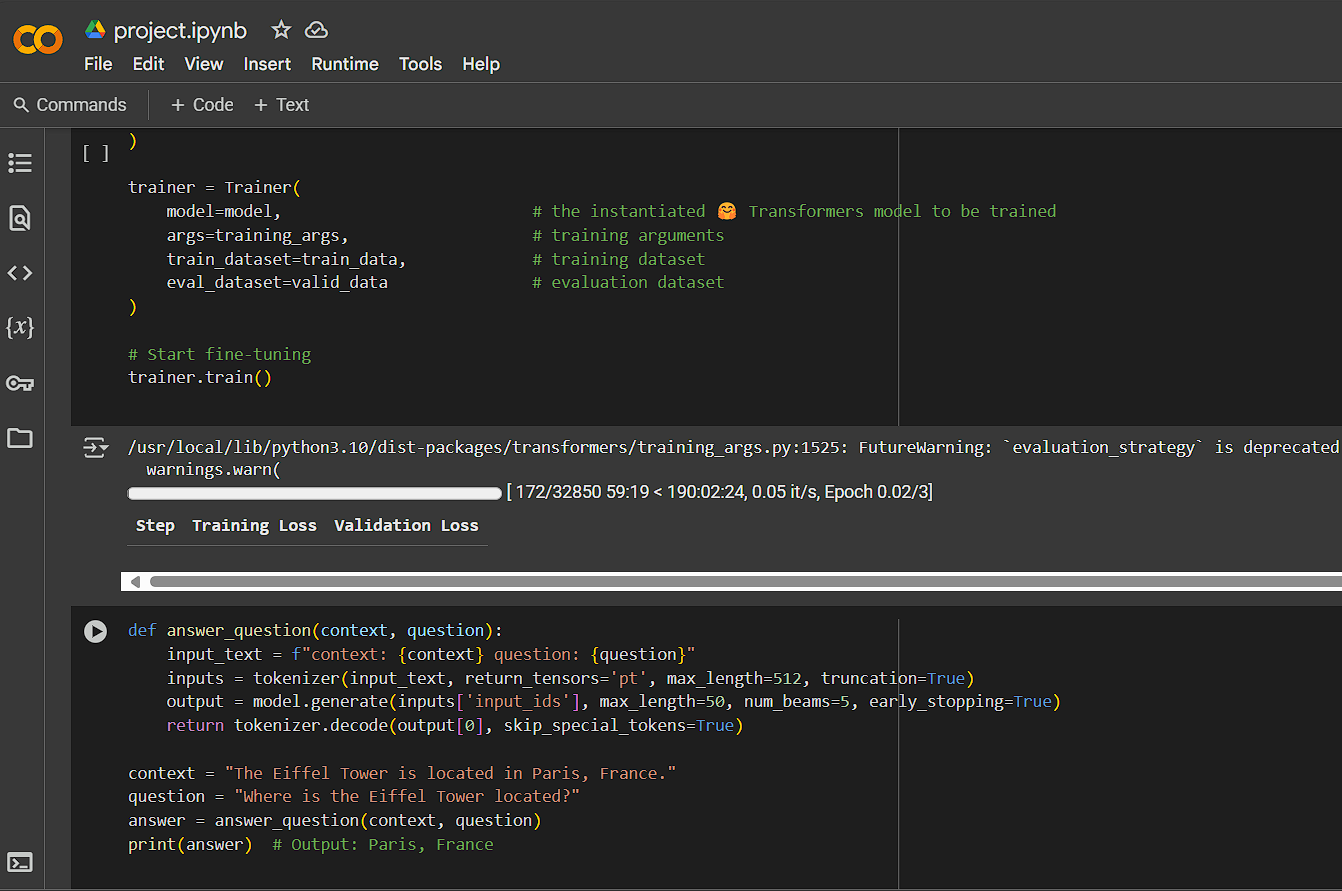 project.ipynb
File Edit View Insert Runtime Tools Help
Commands + Code + Text
[ ]
)
trainer = Trainer(
model=model, # the instantiated 🤗 Transformers model to be trained
args=training_args, # training arguments
train_dataset=train_data, # training dataset
eval_dataset=valid_data # evaluation dataset
)
# Start fine-tuning
trainer.train()
/usr/local/lib/python3.10/dist-packages/transformers/training_args.py:1525: FutureWarning: `evaluation_strategy` is deprecated
warnings.warn(
[ 172/32850 59:19 < 190:02:24, 0.05 it/s, Epoch 0.02/3]
Step Training Loss Validation Loss
def answer_question(context, question):
input_text = f"context: {context} question: {question}"
inputs = tokenizer(input_text, return_tensors='pt', max_length=512, truncation=True)
output = model.generate(inputs['input_ids'], max_length=50, num_beams=5, early_stopping=True)
return tokenizer.decode(output[0], skip_special_tokens=True)
context = "The Eiffel Tower is located in Paris, France."
question = "Where is the Eiffel Tower located?"
answer = answer_question(context, question)
print(answer) # Output: Paris, France